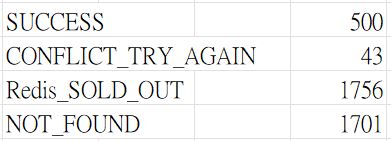 SUCCESS 500
CONFLICT_TRY_AGAIN 43
Redis_SOLD_OUT 1756
NOT_FOUND 1701